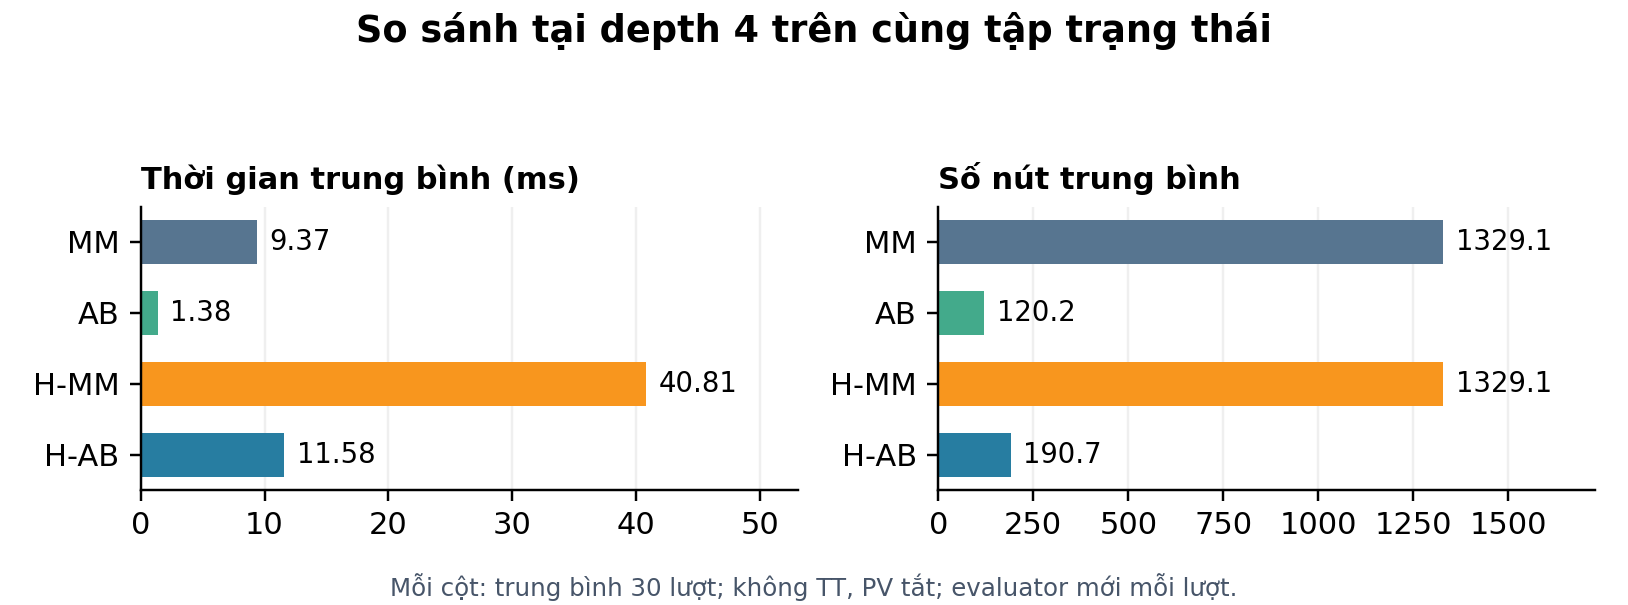 So sánh tại depth 4 trên cùng tập trạng thái
Thời gian trung bình (ms)
MM
9.37
AB
1.38
H-MM
40.81
H-AB
11.58
0 10 20 30 40 50
Số nút trung bình
MM
1329.1
AB
120.2
H-MM
1329.1
H-AB
190.7
0 250 500 750 1000 1250 1500
Mỗi cột: trung bình 30 lượt; không TT, PV tắt; evaluator mới mỗi lượt.